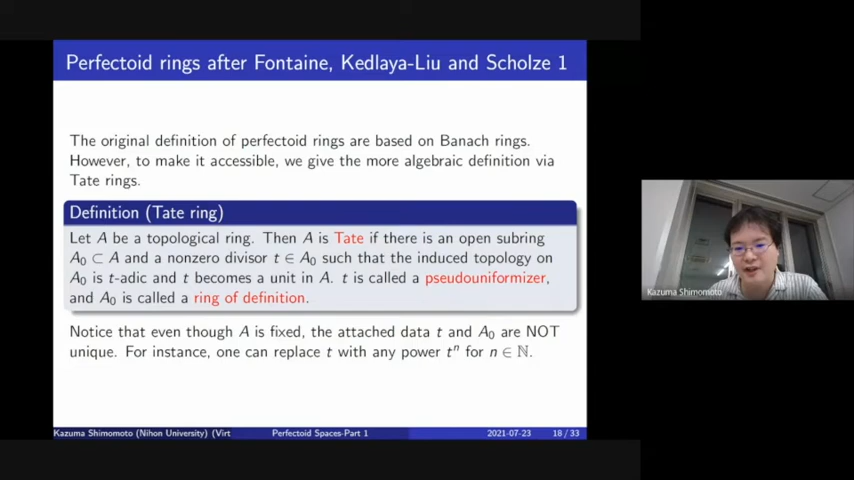 Perfectoid rings after Fontaine, Kedlaya-Liu and Scholze 1
The original definition of perfectoid rings are based on Banach rings.
However, to make it accessible, we give the more algebraic definition via
Tate rings.
Definition (Tate ring)
Let A be a topological ring. Then A is Tate if there is an open subring
A₀ ⊂ A and a nonzero divisor t ∈ A₀ such that the induced topology on
A₀ is t-adic and t becomes a unit in A. t is called a pseudouniformizer,
and A₀ is called a ring of definition.
Notice that even though A is fixed, the attached data t and A₀ are NOT
unique. For instance, one can replace t with any power tⁿ for n ∈ ℕ.
Kazuma Shimomoto (Nihon University) (Virt
Perfectoid Spaces-Part 1
2021-07-23
18 / 33
Kazuma Shimomoto